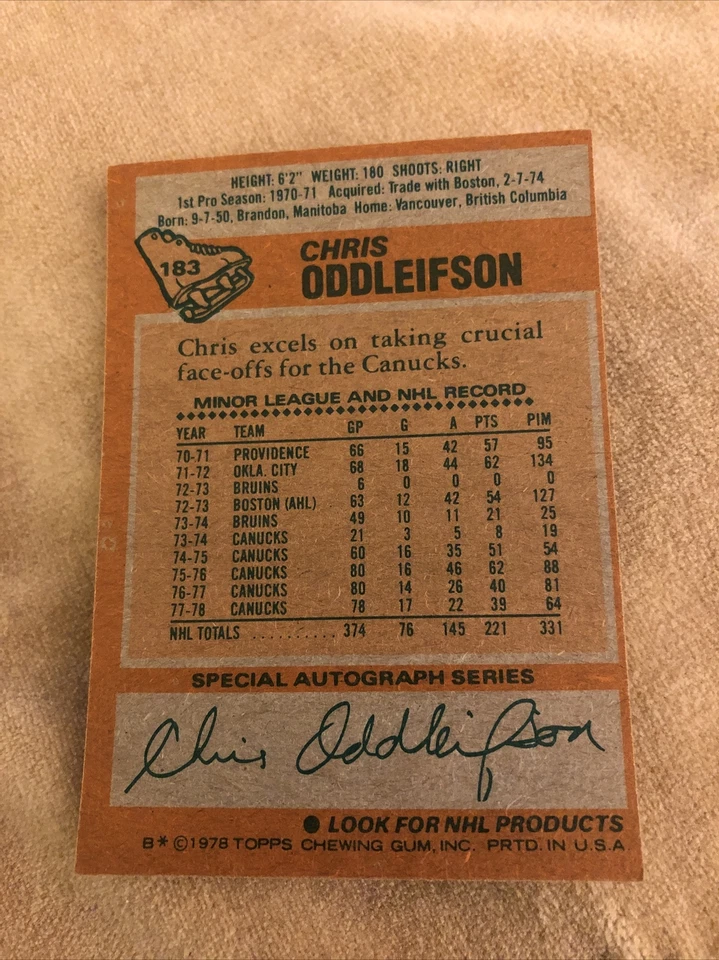 HEIGHT: 6'2" WEIGHT: 180 SHOOTS: RIGHT
1st Pro Season: 1970-71 Acquired: Trade with Boston, 2-7-74
Born: 9-7-50, Brandon, Manitoba Home: Vancouver, British Columbia
183
CHRIS
ODDLEIFSON
Chris excels on taking crucial
face-offs for the Canucks.
MINOR LEAGUE AND NHL RECORD
YEAR TEAM GP G A PTS PIM
70-71 PROVIDENCE 66 15 42 57 95
71-72 OKLA. CITY 68 18 44 62 134
72-73 BRUINS 6 0 0 0 0
72-73 BOSTON (AHL) 63 12 42 54 127
73-74 BRUINS 49 10 11 21 25
73-74 CANUCKS 21 3 5 8 19
74-75 CANUCKS 60 16 35 51 54
75-76 CANUCKS 80 16 46 62 88
76-77 CANUCKS 80 14 26 40 81
77-78 CANUCKS 78 17 22 39 64
NHL TOTALS .......... 374 76 145 221 331
SPECIAL AUTOGRAPH SERIES
Chris Oddleifson
● LOOK FOR NHL PRODUCTS
B* © 1978 TOPPS CHEWING GUM, INC. PRTD. IN U.S.A